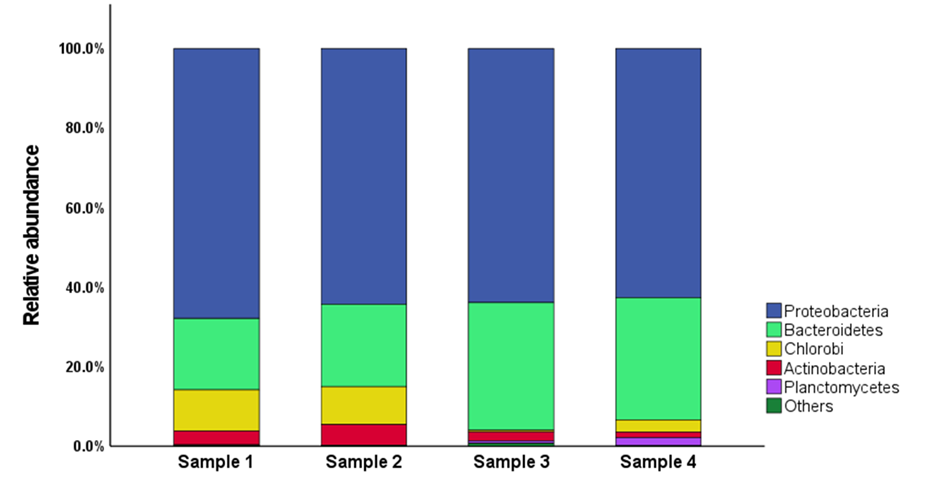 Relative abundance
100.0%
80.0%
60.0%
40.0%
20.0%
0.0%
Sample 1 Sample 2 Sample 3 Sample 4
Proteobacteria
Bacteroidetes
Chlorobi
Actinobacteria
Planctomycetes
Others